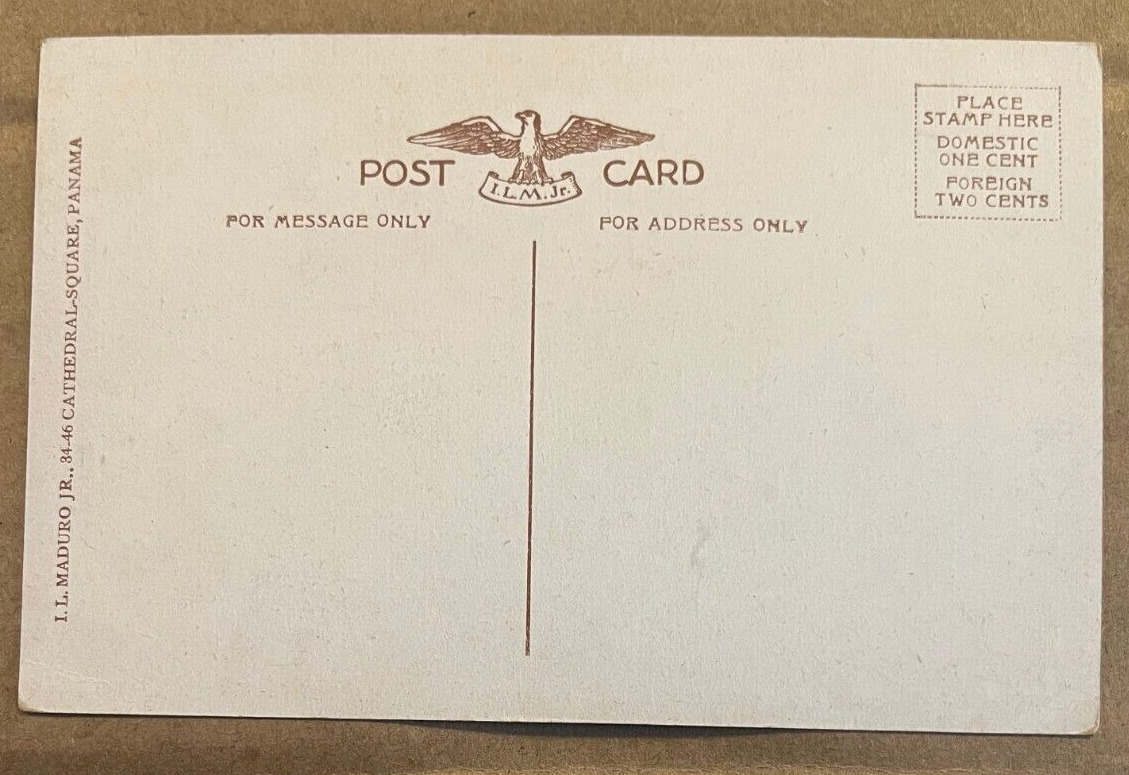 POST CARD
I.L.M.Jr.
FOR MESSAGE ONLY
FOR ADDRESS ONLY
PLACE
STAMP HERE
DOMESTIC
ONE CENT
FOREIGN
TWO CENTS
I. L. MADURO JR.. 34-46 CATHEDRAL-SQUARE, PANAMA